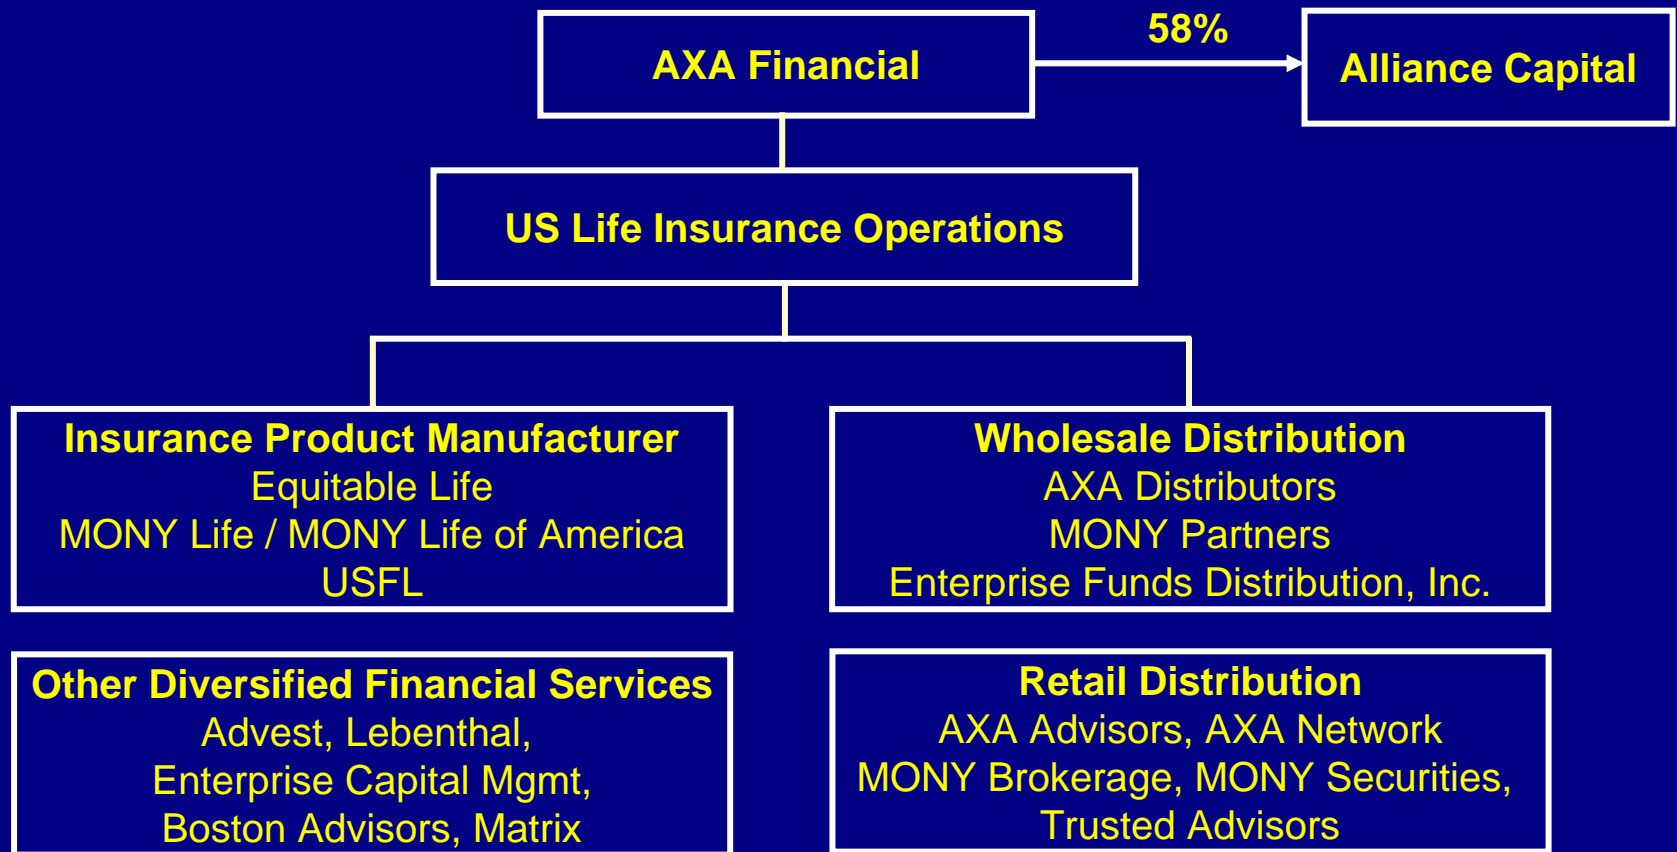 AXA Financial
58%
Alliance Capital
US Life Insurance Operations
Insurance Product Manufacturer
Equitable Life
MONY Life / MONY Life of America
USFL
Wholesale Distribution
AXA Distributors
MONY Partners
Enterprise Funds Distribution, Inc.
Other Diversified Financial Services
Advest, Lebenthal,
Enterprise Capital Mgmt,
Boston Advisors, Matrix
Retail Distribution
AXA Advisors, AXA Network
MONY Brokerage, MONY Securities,
Trusted Advisors